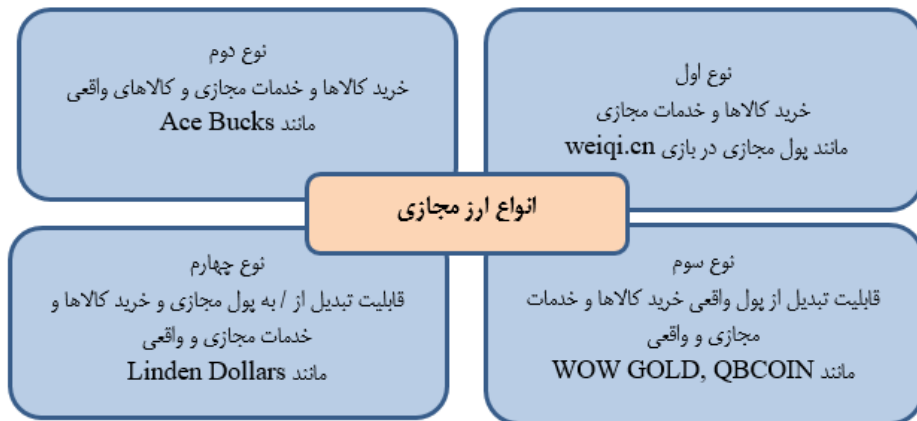 نوع اول
خرید کالاها و خدمات مجازی
مانند پول مجازی در بازی weiqi.cn
نوع دوم
خرید کالاها و خدمات مجازی و کالاهای واقعی
مانند Ace Bucks
انواع ارز مجازی
نوع سوم
قابلیت تبدیل از پول واقعی خرید کالاها و خدمات
مجازی و واقعی
مانند WOW GOLD, QBCOIN
نوع چهارم
قابلیت تبدیل از / به پول مجازی و خرید کالاها و
خدمات مجازی و واقعی
مانند Linden Dollars